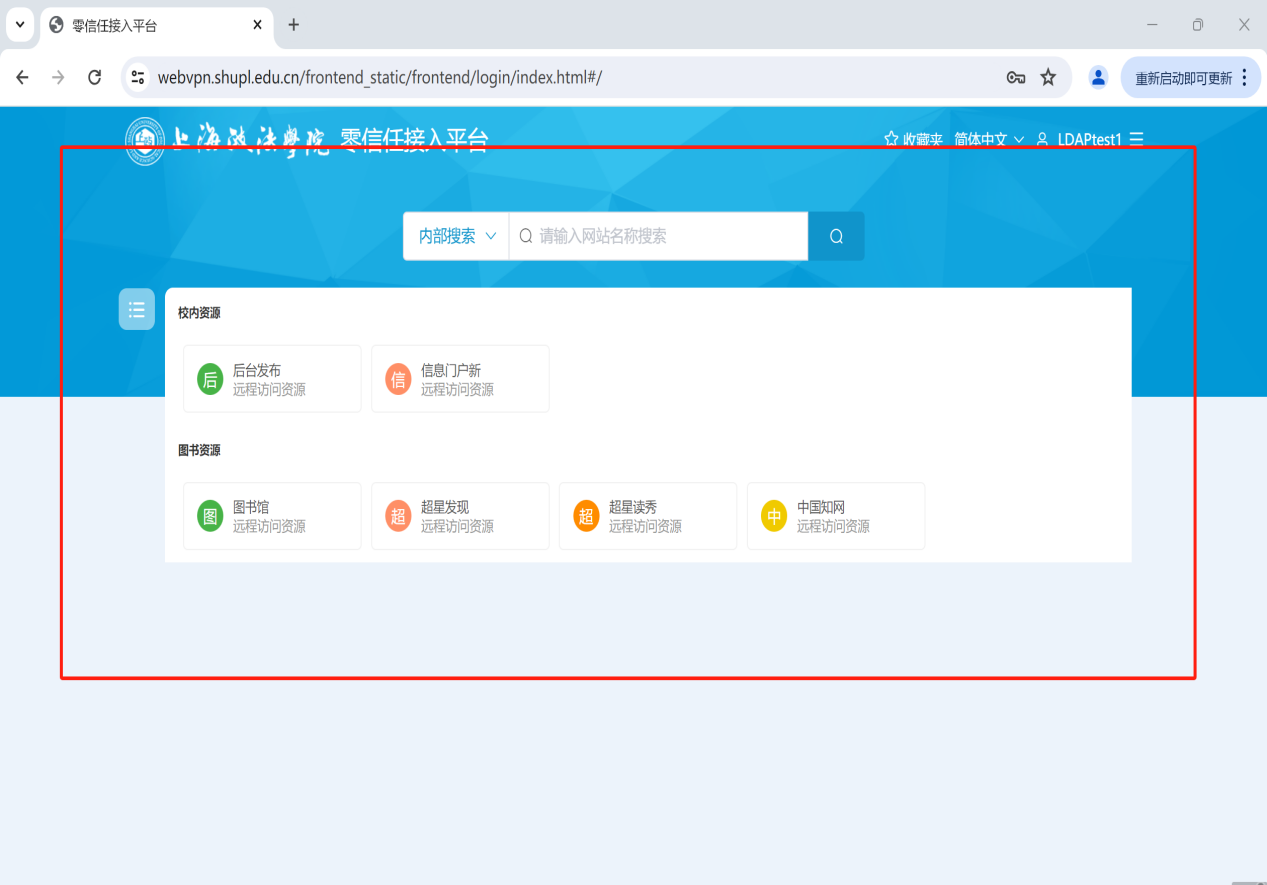 零信任接入平台
webvpn.shupl.edu.cn/frontend_static/frontend/login/index.html#/
重新启动即可更新
上海政法學院 零信任接入平台
收藏夹 简体中文 LDAPtest1
内部搜索 请输入网站名称搜索
校内资源
后 后台发布 信 信息门户新
远程访问资源 远程访问资源
图书资源
图 图书馆 超 超星发现 超 超星读秀 中 中国知网
远程访问资源 远程访问资源 远程访问资源 远程访问资源